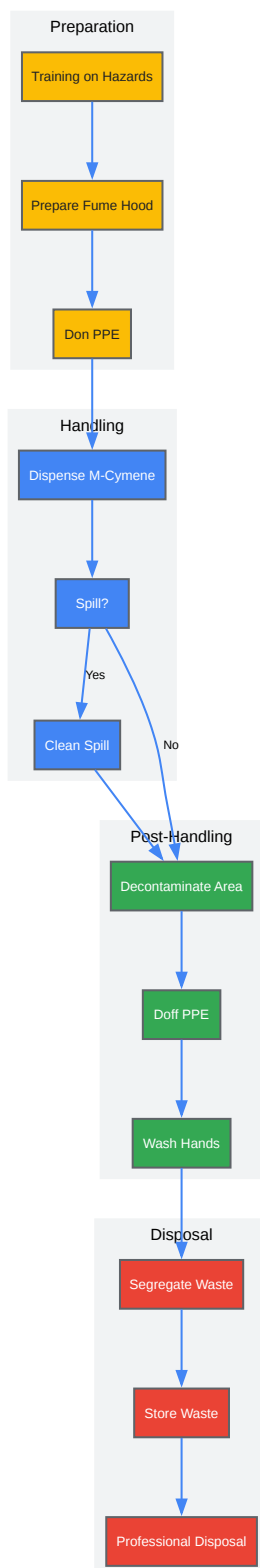 Preparation
Training on Hazards
Prepare Fume Hood
Don PPE
Handling
Dispense M-Cymene
Spill?
Yes
No
Clean Spill
Post-Handling
Decontaminate Area
Doff PPE
Wash Hands
Disposal
Segregate Waste
Store Waste
Professional Disposal